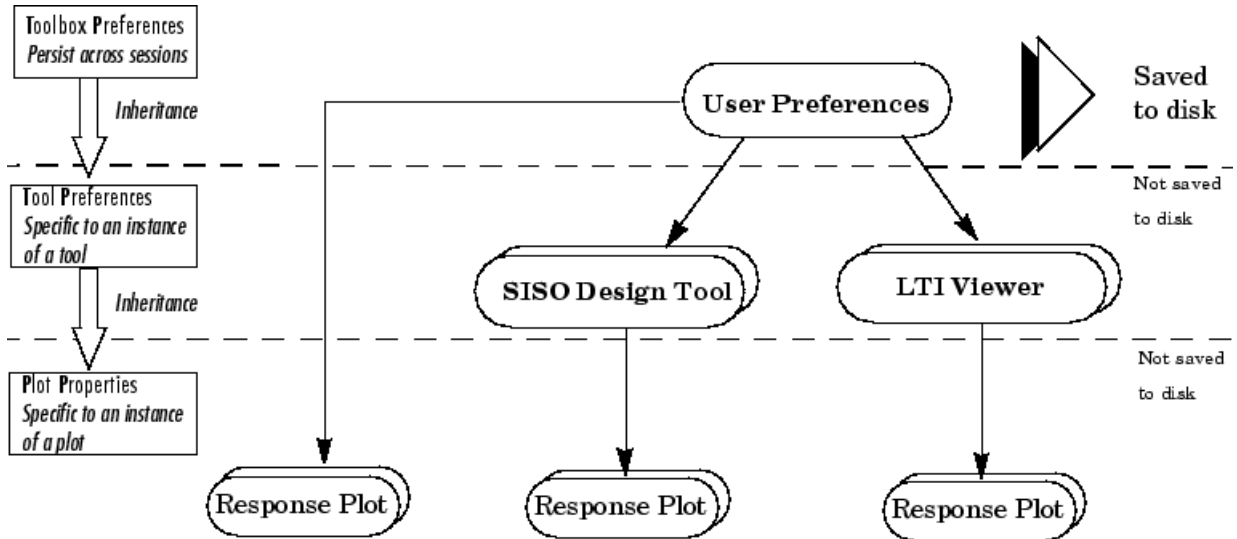 Toolbox Preferences
Persist across sessions
Inheritance
User Preferences
Saved
to disk
Tool Preferences
Specific to an instance
of a tool
Not saved
to disk
Inheritance
SISO Design Tool
LTI Viewer
Plot Properties
Specific to an instance
of a plot
Not saved
to disk
Response Plot
Response Plot
Response Plot